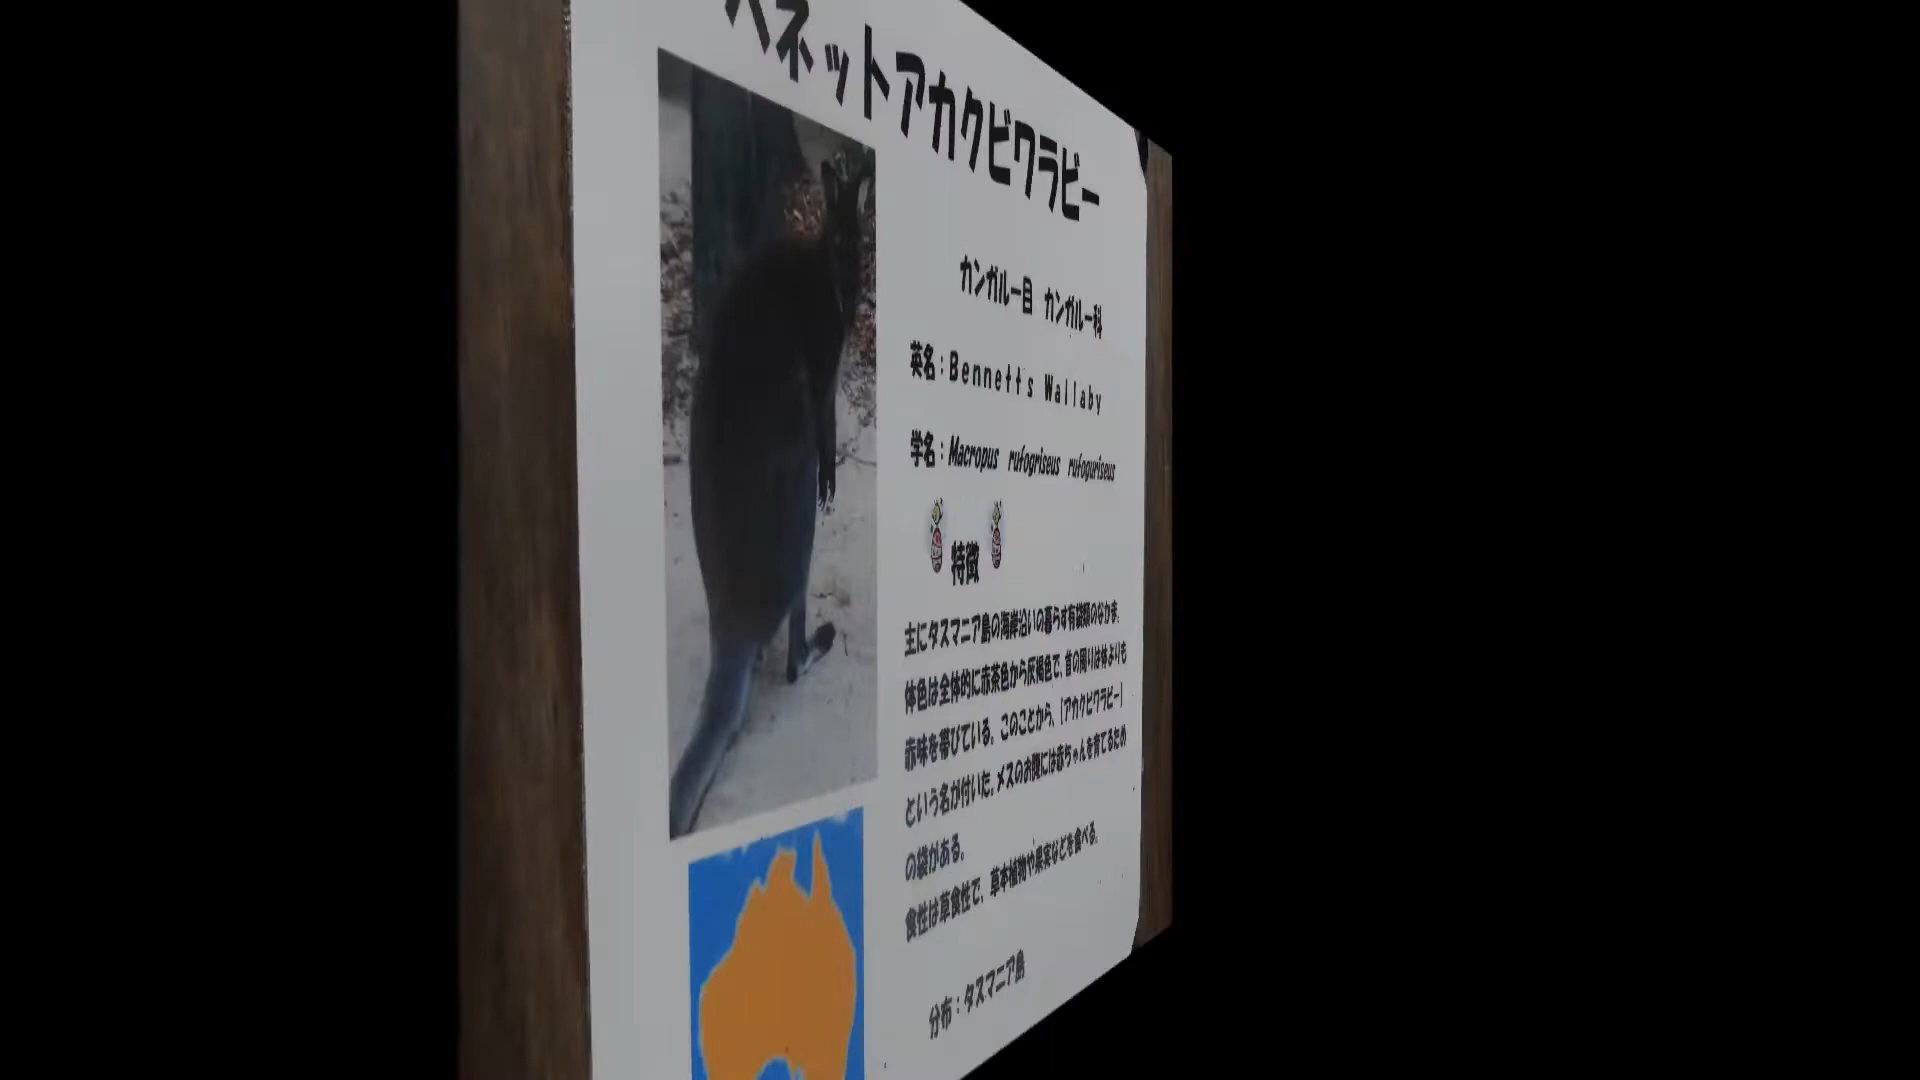 ベネットアカクビワラビー
カンガルー目 カンガルー科
英名：Bennett's Wallaby
学名：Macropus rufogriseus rufoguriseus
特徴
主にタスマニア島の海岸沿いの暮らす有袋類のなかま。
体色は全体的に赤茶色から灰褐色で、首の周りは体よりも
赤味を帯びている。このことから、「アカクビワラビー」
という名が付いた。メスのお腹には赤ちゃんを育てるため
の袋がある。
食性は草食性で、草本植物や果実などを食べる。
分布：タスマニア島